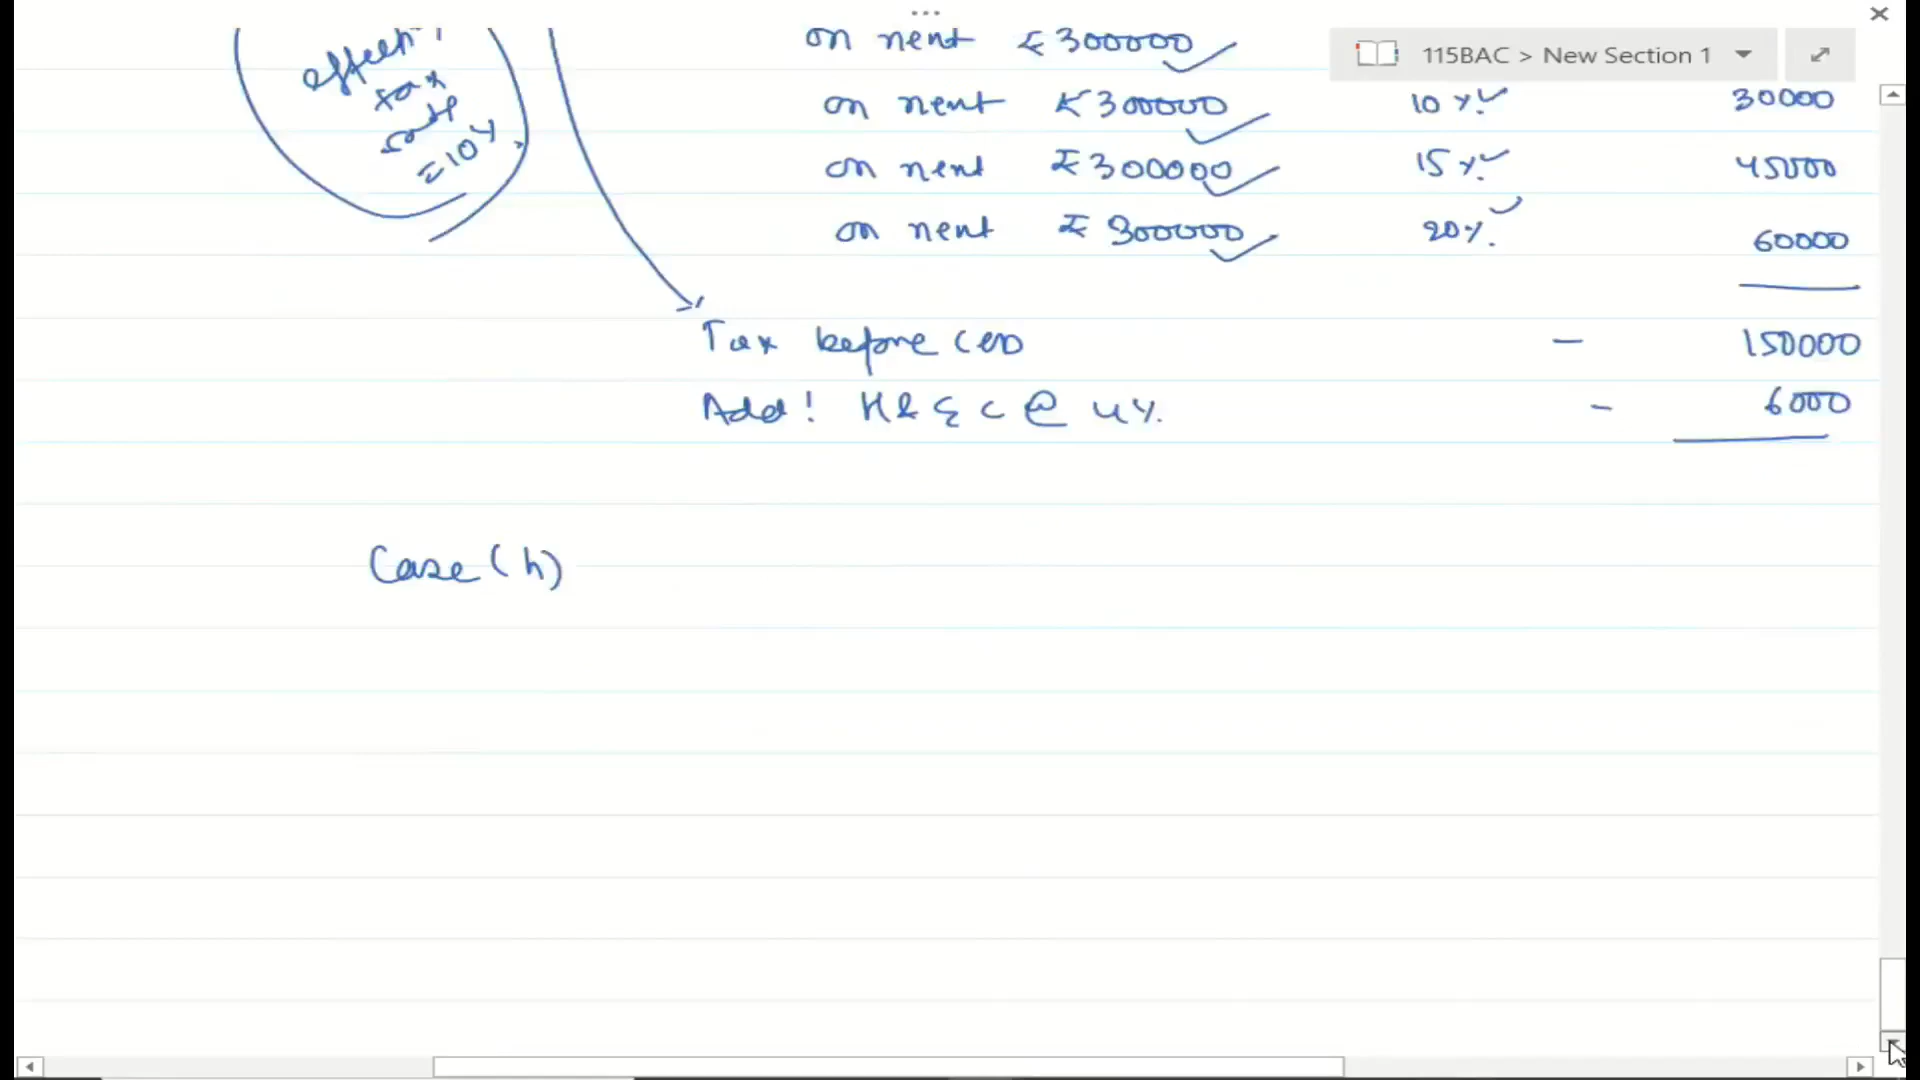 on next ₹ 300000
115BAC > New Section 1
effect
tax
rate
=10%
on next ₹ 300000 10% 30000
on next ₹ 300000 15% 45000
on next ₹ 300000 20% 60000
Tax before CESS - 150000
Add: H&EC @ 4% - 6000
Case (h)